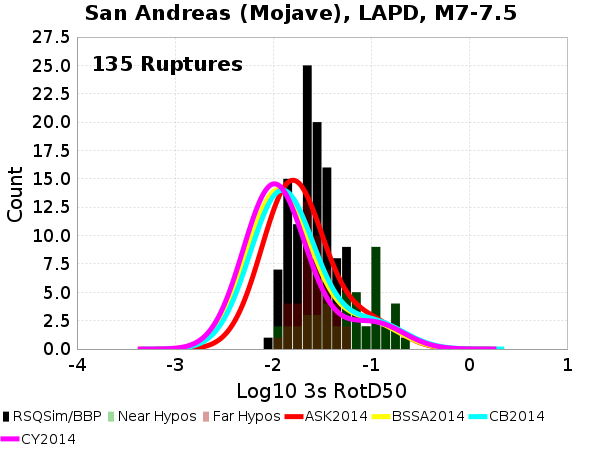 San Andreas (Mojave), LAPD, M7-7.5
135 Ruptures
27.5
25.0
22.5
20.0
17.5
15.0
12.5
10.0
7.5
5.0
2.5
0.0
Count
-4 -3 -2 -1 0 1
Log10 3s RotD50
RSQSim/BBP Near Hypos Far Hypos ASK2014 BSSA2014 CB2014
CY2014